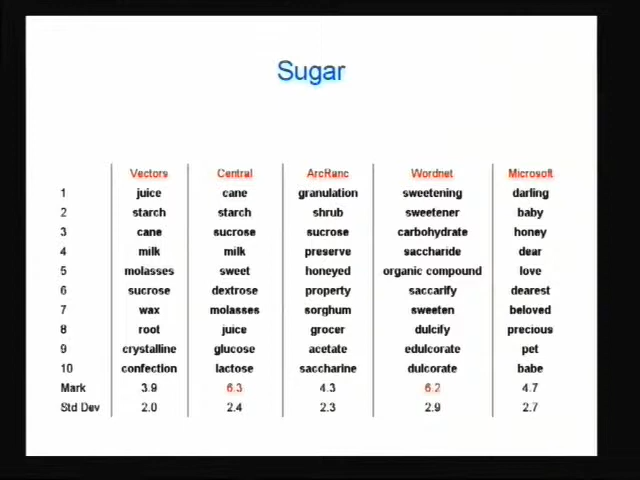 Sugar
Vectors Central ArcRanc Wordnet Microsoft
1 juice cane granulation sweetening darling
2 starch starch shrub sweetener baby
3 cane sucrose sucrose carbohydrate honey
4 milk milk preserve saccharide dear
5 molasses sweet honeyed organic compound love
6 sucrose dextrose property saccarify dearest
7 wax molasses sorghum sweeten beloved
8 root juice grocer dulcify precious
9 crystalline glucose acetate edulcorate pet
10 confection lactose saccharine dulcorate babe
Mark 3.9 6.3 4.3 6.2 4.7
Std Dev 2.0 2.4 2.3 2.9 2.7